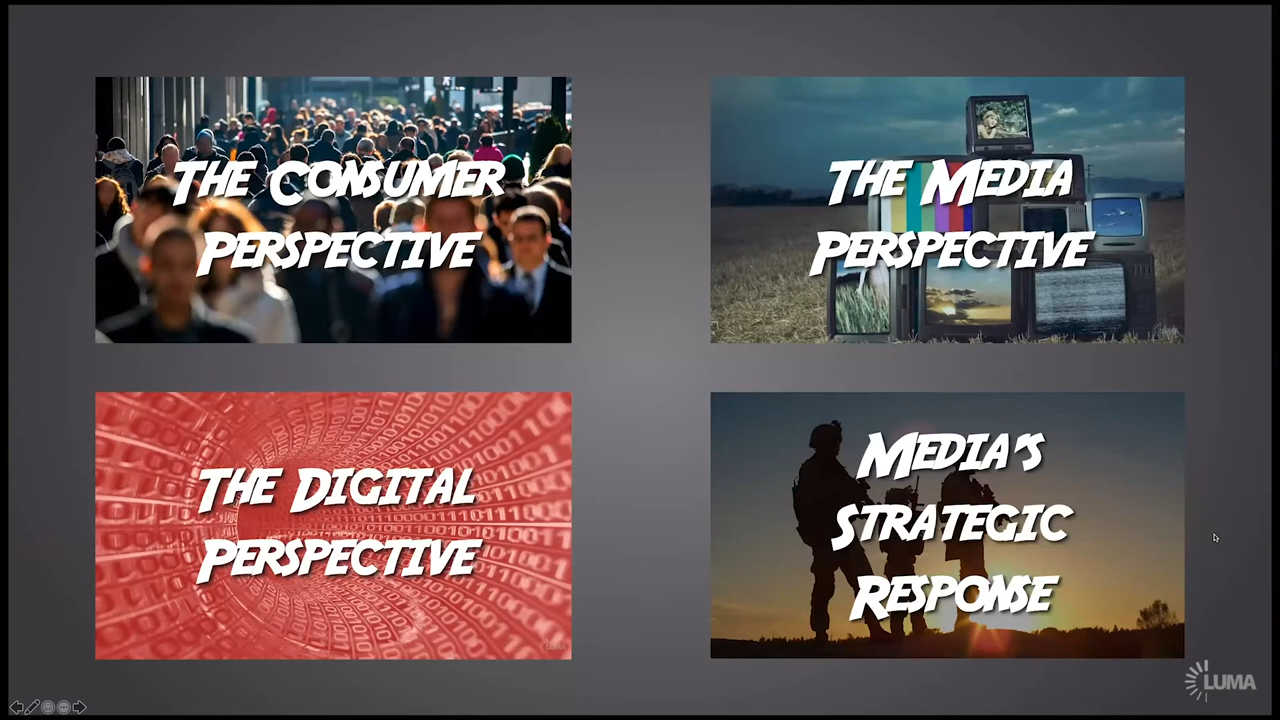 The Consumer
Perspective
The Media
Perspective
The Digital
Perspective
Media's
Strategic
Response
LUMA